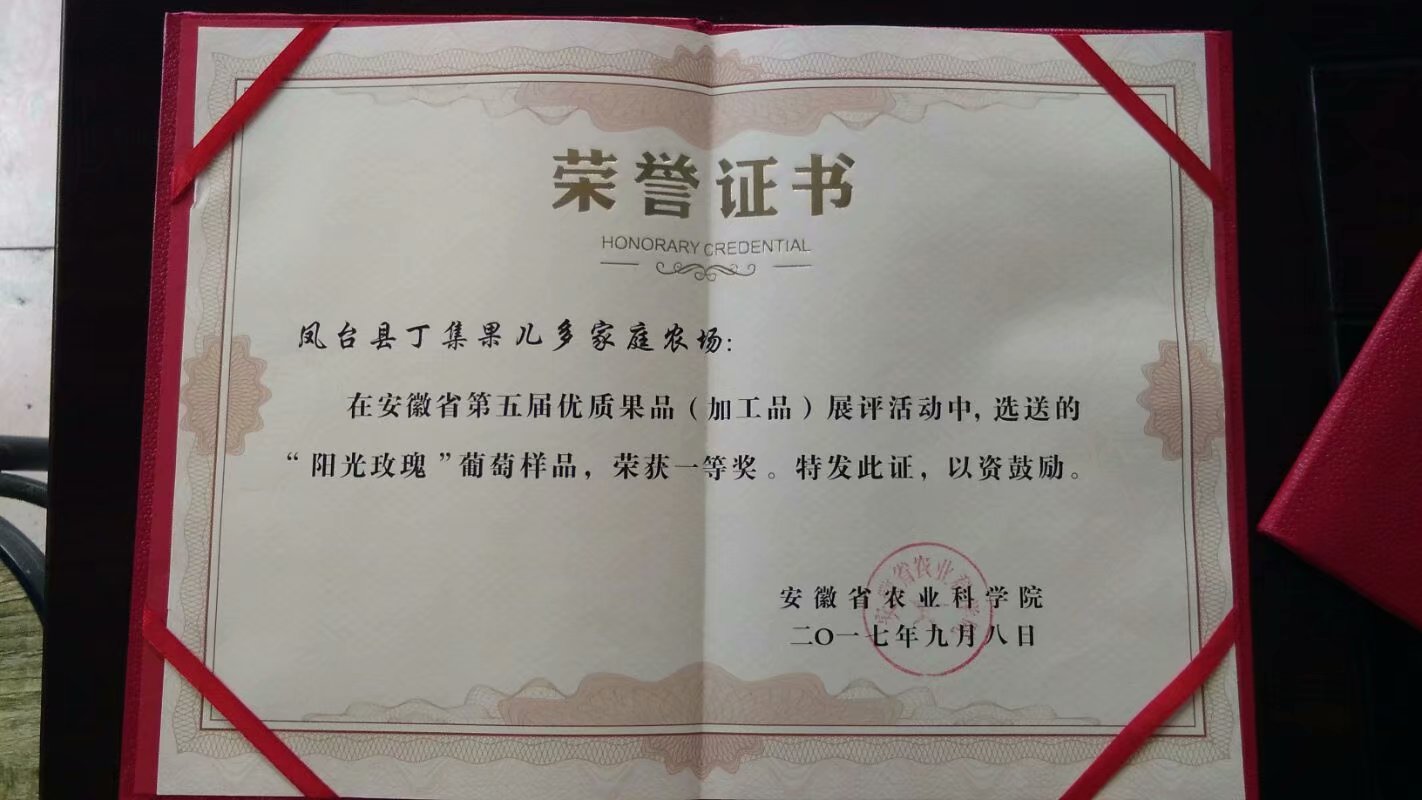 荣誉证书
HONORARY CREDENTIAL
凤台县丁集果儿多家庭农场:
在安徽省第五届优质果品（加工品）展评活动中,选送的
“阳光玫瑰”葡萄样品，荣获一等奖。特发此证，以资鼓励。
安徽省农业科学院
二〇一七年九月八日